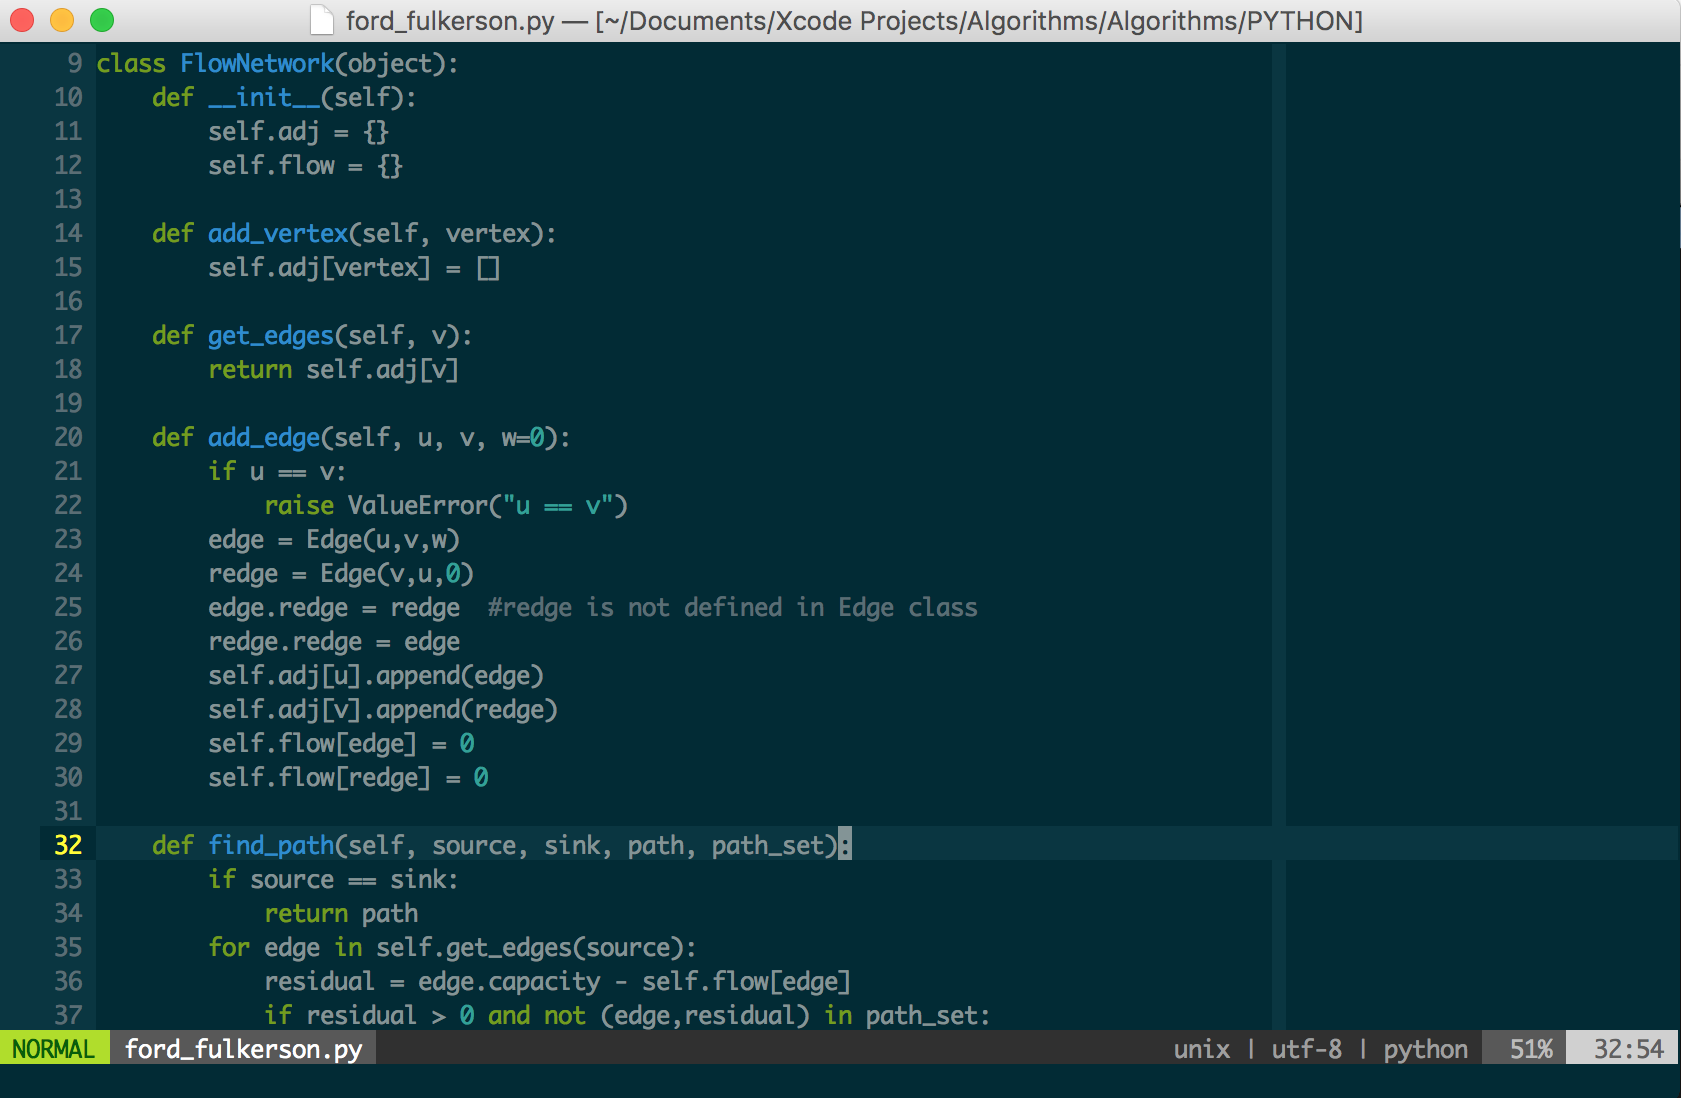 ford_fulkerson.py — [~/Documents/Xcode Projects/Algorithms/Algorithms/PYTHON]
9 class FlowNetwork(object):
10     def __init__(self):
11         self.adj = {}
12         self.flow = {}
13
14     def add_vertex(self, vertex):
15         self.adj[vertex] = []
16
17     def get_edges(self, v):
18         return self.adj[v]
19
20     def add_edge(self, u, v, w=0):
21         if u == v:
22             raise ValueError("u == v")
23         edge = Edge(u,v,w)
24         redge = Edge(v,u,0)
25         edge.redge = redge  #redge is not defined in Edge class
26         redge.redge = edge
27         self.adj[u].append(edge)
28         self.adj[v].append(redge)
29         self.flow[edge] = 0
30         self.flow[redge] = 0
31
32     def find_path(self, source, sink, path, path_set):
33         if source == sink:
34             return path
35         for edge in self.get_edges(source):
36             residual = edge.capacity - self.flow[edge]
37             if residual > 0 and not (edge,residual) in path_set:
NORMAL ford_fulkerson.py unix | utf-8 | python 51% 32:54